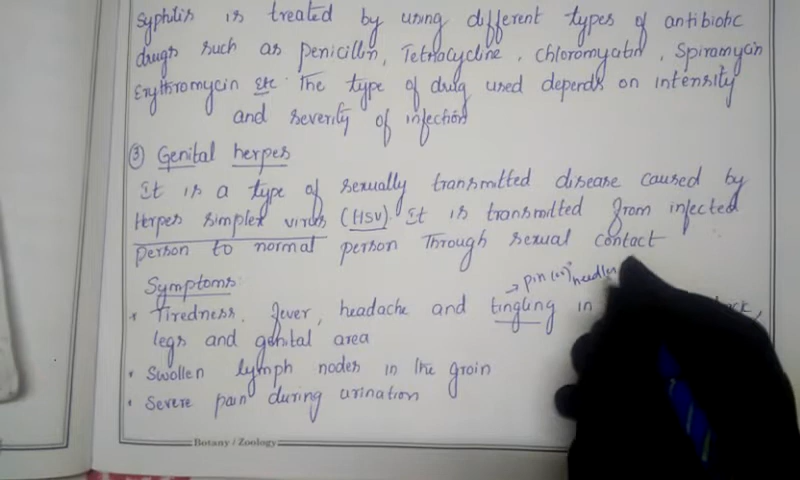 Syphilis is treated by using different types of antibiotic
drugs such as penicillin, Tetracycline, Chloromycetin, Spiramycin
Erythromycin etc. The type of drug used depends on intensity
and severity of infection
③ Genital herpes
It is a type of sexually transmitted disease caused by
Herpes simplex virus (HSV). It is transmitted from infected
person to normal person through sexual contact
Symptoms
→ pin (or) needles
* Tiredness, fever, headache and tingling in
legs and genital area
* Swollen lymph nodes in the groin
* Severe pain during urination
Botany / Zoology